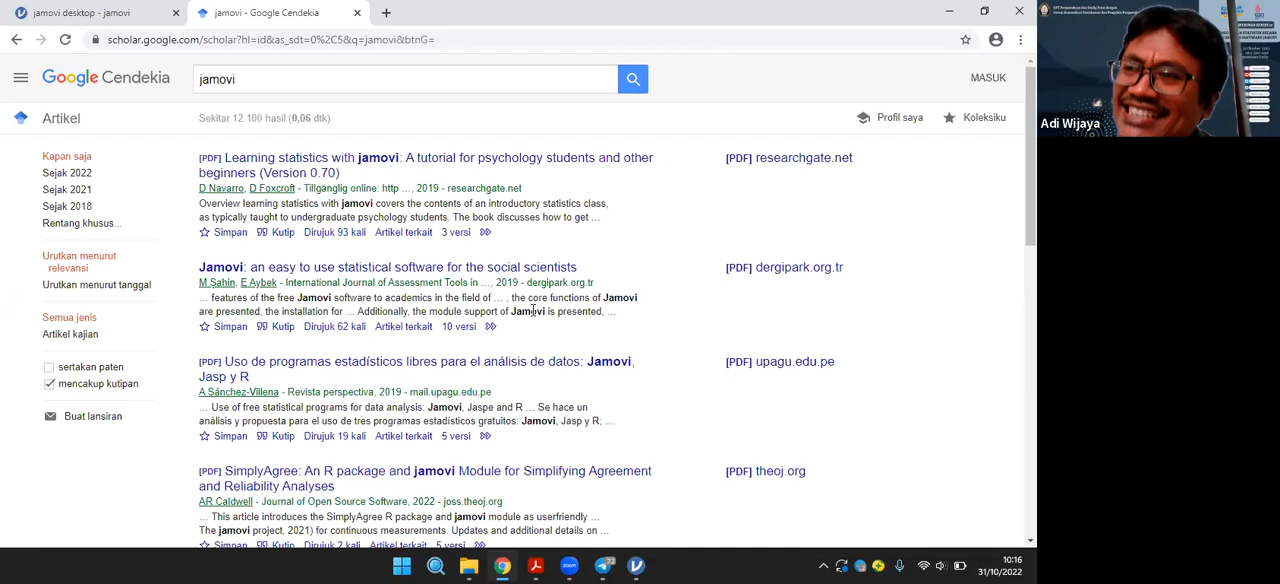 jamovi desktop - jamovi
jamovi - Google Cendekia
scholar.google.com/scholar?hl=id&as_sdt=0%2C5&q=jamovi&btnG=
Google Cendekia
jamovi
MASUK
Artikel
Sekitar 12.100 hasil (0,06 dtk)
Profil saya
Koleksiku
Kapan saja
Sejak 2022
Sejak 2021
Sejak 2018
Rentang khusus...
Urutkan menurut
relevansi
Urutkan menurut tanggal
Semua jenis
Artikel kajian
sertakan paten
mencakup kutipan
Buat lansiran
[PDF] Learning statistics with jamovi: A tutorial for psychology students and other
beginners (Version 0.70)
D Navarro, D Foxcroft - Tillgänglig online: http ..., 2019 - researchgate.net
Overview learning statistics with jamovi covers the contents of an introductory statistics class,
as typically taught to undergraduate psychology students. The book discusses how to get ...
Simpan Kutip Dirujuk 93 kali Artikel terkait 3 versi
[PDF] researchgate.net
Jamovi: an easy to use statistical software for the social scientists
M Şahin, E Aybek - International Journal of Assessment Tools in ..., 2019 - dergipark.org.tr
... features of the free Jamovi software to academics in the field of ... , the core functions of Jamovi
are presented, the installation for ... Additionally, the module support of Jamovi is presented, ...
Simpan Kutip Dirujuk 62 kali Artikel terkait 10 versi
[PDF] dergipark.org.tr
[PDF] Uso de programas estadísticos libres para el análisis de datos: Jamovi,
Jasp y R
A Sánchez-Villena - Revista perspectiva, 2019 - mail.upagu.edu.pe
... Use of free statistical programs for data analysis: Jamovi, Jaspe and R ... Se hace un
análisis y propuesta para el uso de tres programas estadísticos gratuitos: Jamovi, Jasp y R; ...
Simpan Kutip Dirujuk 19 kali Artikel terkait 5 versi
[PDF] upagu.edu.pe
[PDF] SimplyAgree: An R package and jamovi Module for Simplifying Agreement
and Reliability Analyses
AR Caldwell - Journal of Open Source Software, 2022 - joss.theoj.org
... This article introduces the SimplyAgree R package and jamovi module as userfriendly ...
The jamovi project, 2021) for continuous measurements. Updates and additional details on ...
Simpan Kutip Dirujuk 2 kali Artikel terkait 5 versi
[PDF] theoj.org
Adi Wijaya
10:16
31/10/2022